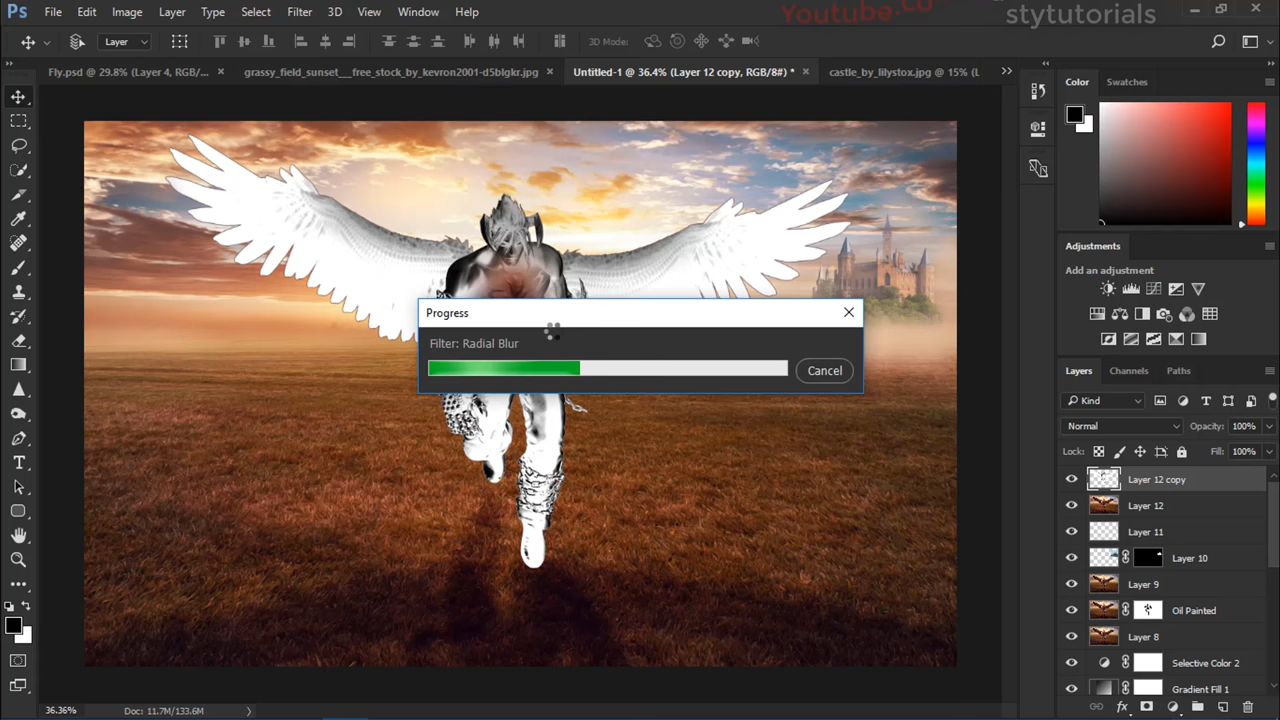 Ps File Edit Image Layer Type Select Filter 3D View Window Help
Youtube.co
stytutorials
Layer 3D Mode:
Fly.psd @ 29.8% (Layer 4, RGB/... × grassy_field_sunset___free_stock_by_kevron2001-d5blgkr.jpg × Untitled-1 @ 36.4% (Layer 12 copy, RGB/8#) * × castle_by_lilystox.jpg @ 15% (L
Color Swatches
Progress
Filter: Radial Blur
Cancel
Adjustments
Add an adjustment
Layers Channels Paths
Kind
Normal Opacity: 100%
Lock: Fill: 100%
Layer 12 copy
Layer 12
Layer 11
Layer 10
Layer 9
Oil Painted
Layer 8
Selective Color 2
Gradient Fill 1
36.36% Doc: 11.7M/133.6M
fx